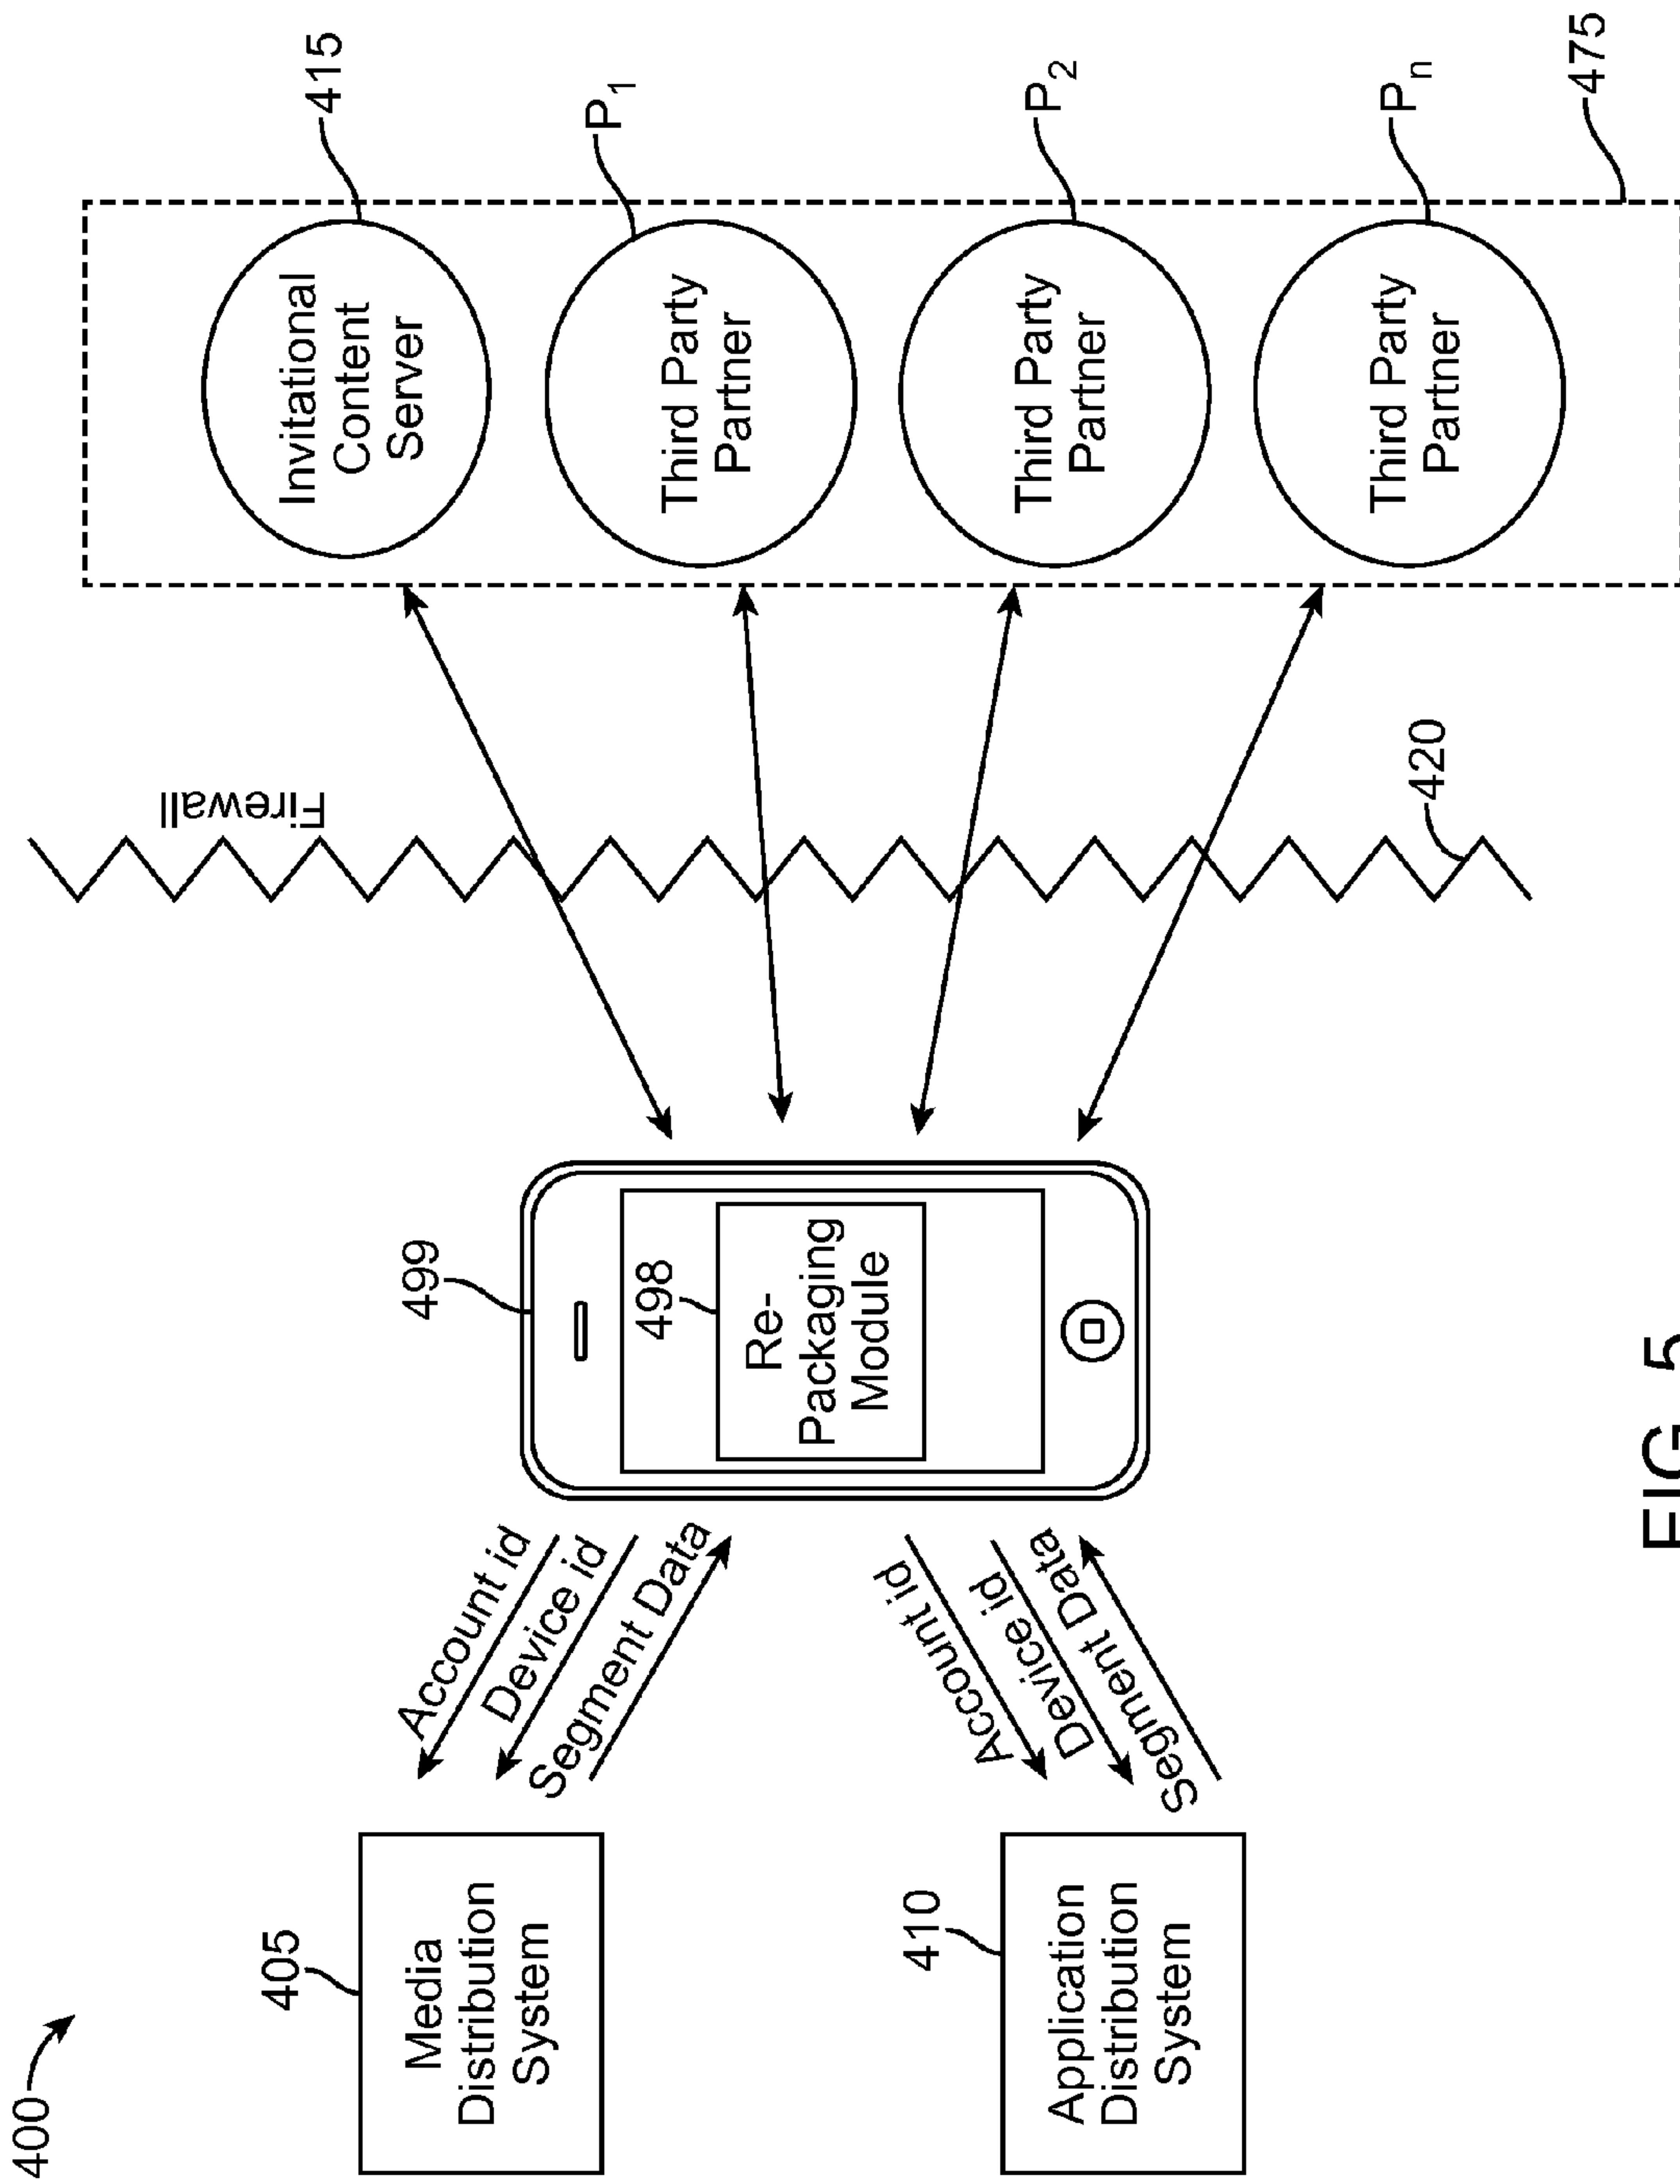 400
405
Media
Distribution
System
410
Application
Distribution
System
Account id
Device id
Segment Data
Account id
Device id
Segment Data
499
498
Re-
Packaging
Module
Firewall
420
415
Invitational
Content
Server
P1
Third Party
Partner
P2
Third Party
Partner
Pn
Third Party
Partner
475
FIG. 5